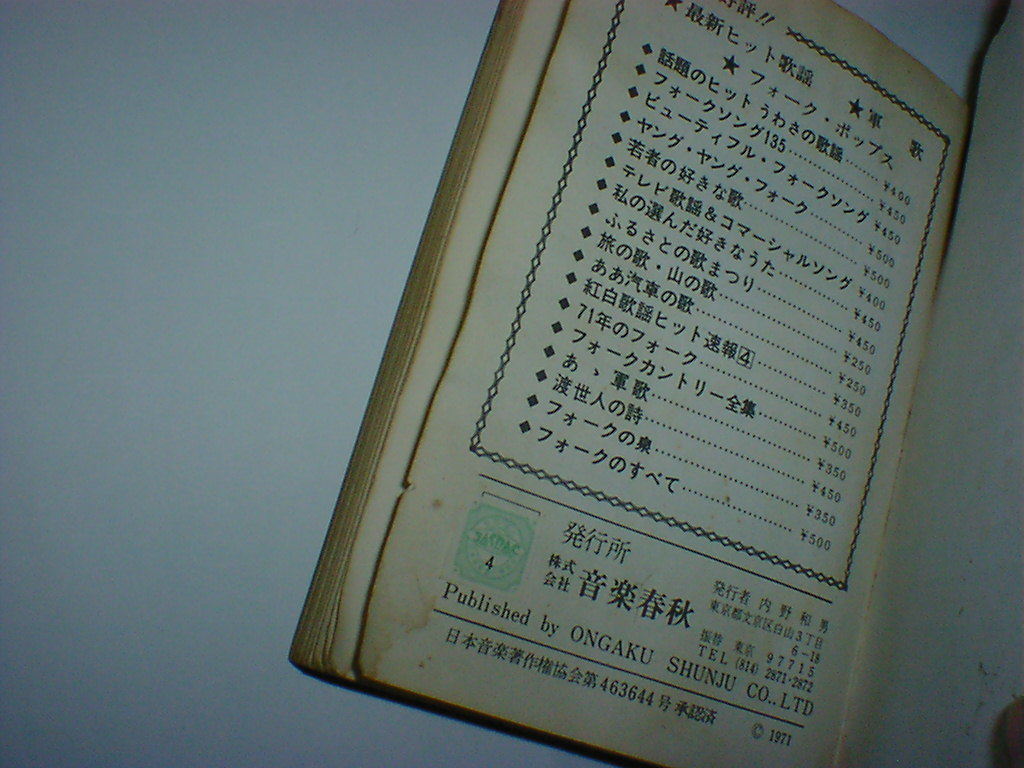 好評!!
★最新ヒット歌謡 ★軍 歌
★フォーク・ポップス
◆話題のヒット うわさの歌謡………¥400
◆フォークソング135………¥450
◆ビューティフル・フォークソング ¥450
◆ヤング・ヤング・フォーク………¥500
◆若者の好きな歌………¥500
◆テレビ歌謡&コマーシャルソング ¥400
◆私の選んだ好きなうた………¥450
◆ふるさとの歌まつり………¥450
◆旅の歌・山の歌………¥250
◆ああ汽車の歌………¥250
◆紅白歌謡ヒット速報④………¥350
◆71年のフォーク………¥450
◆フォークカントリー全集………¥500
◆あゝ軍歌………¥350
◆渡世人の詩………¥450
◆フォークの泉………¥350
◆フォークのすべて………¥500
JASRAC
4
発行所
株式会社 音楽春秋
発行者 内野和男
東京都文京区白山3丁目
6-18
振替 東京 97715
TEL (814) 2871・2872
Published by ONGAKU SHUNJU CO.,LTD
日本音楽著作権協会第463644号承認済
© 1971